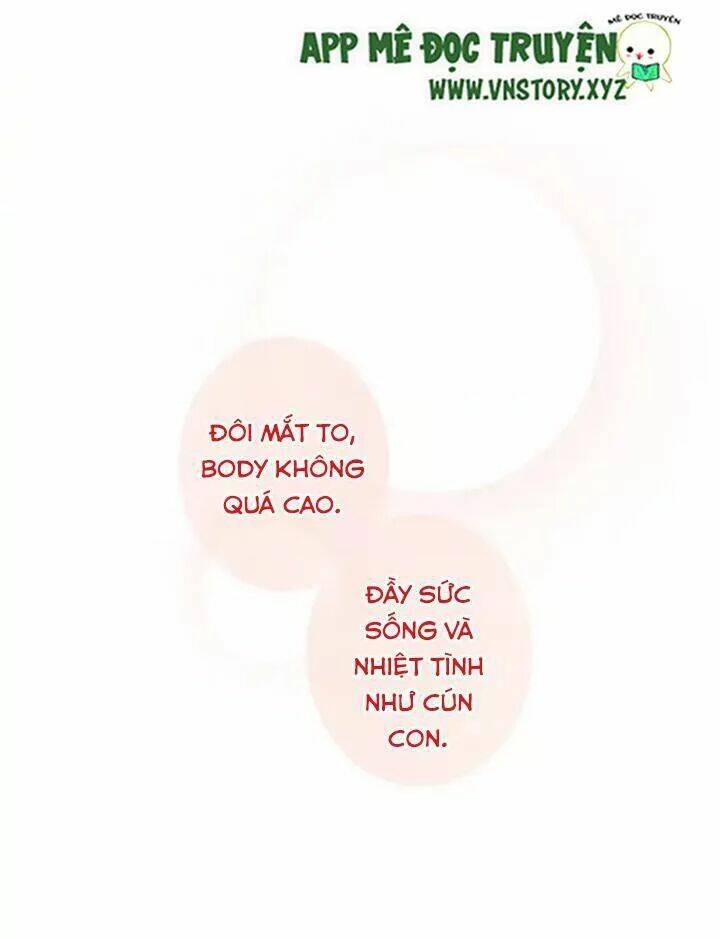 MÊ ĐỌC TRUYỆN
APP MÊ ĐỌC TRUYỆN
WWW.VNSTORY.XYZ
ĐÔI MẮT TO,
BODY KHÔNG
QUÁ CAO.
ĐẦY SỨC
SỐNG VÀ
NHIỆT TÌNH
NHƯ CÚN
CON.